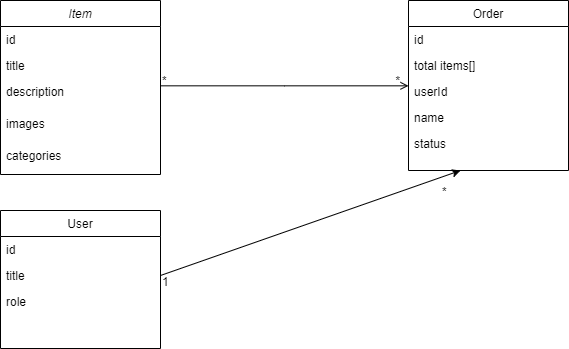 Item
id
title
description
images
categories
*
*
Order
id
total items[]
userId
name
status
*
User
id
title
role
1